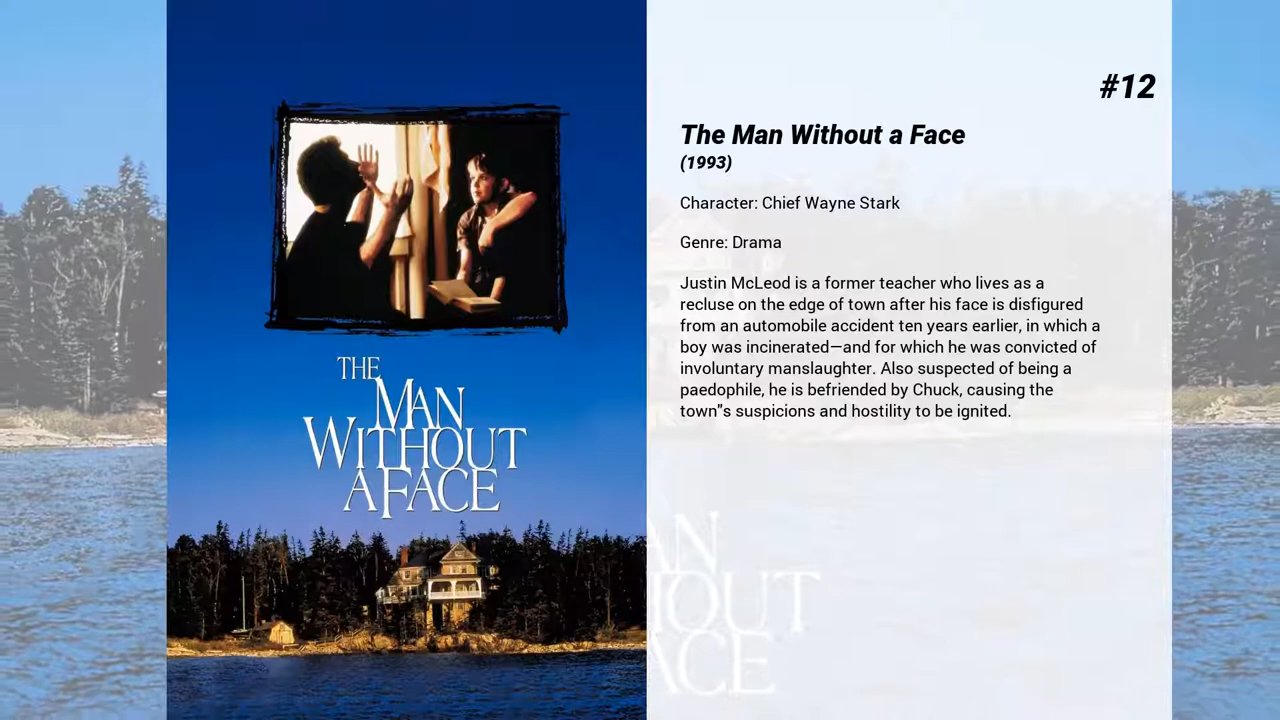 THE
MAN
WITHOUT
A FACE
#12
The Man Without a Face
(1993)
Character: Chief Wayne Stark
Genre: Drama
Justin McLeod is a former teacher who lives as a
recluse on the edge of town after his face is disfigured
from an automobile accident ten years earlier, in which a
boy was incinerated—and for which he was convicted of
involuntary manslaughter. Also suspected of being a
paedophile, he is befriended by Chuck, causing the
town"s suspicions and hostility to be ignited.
AN
OUT
ACE